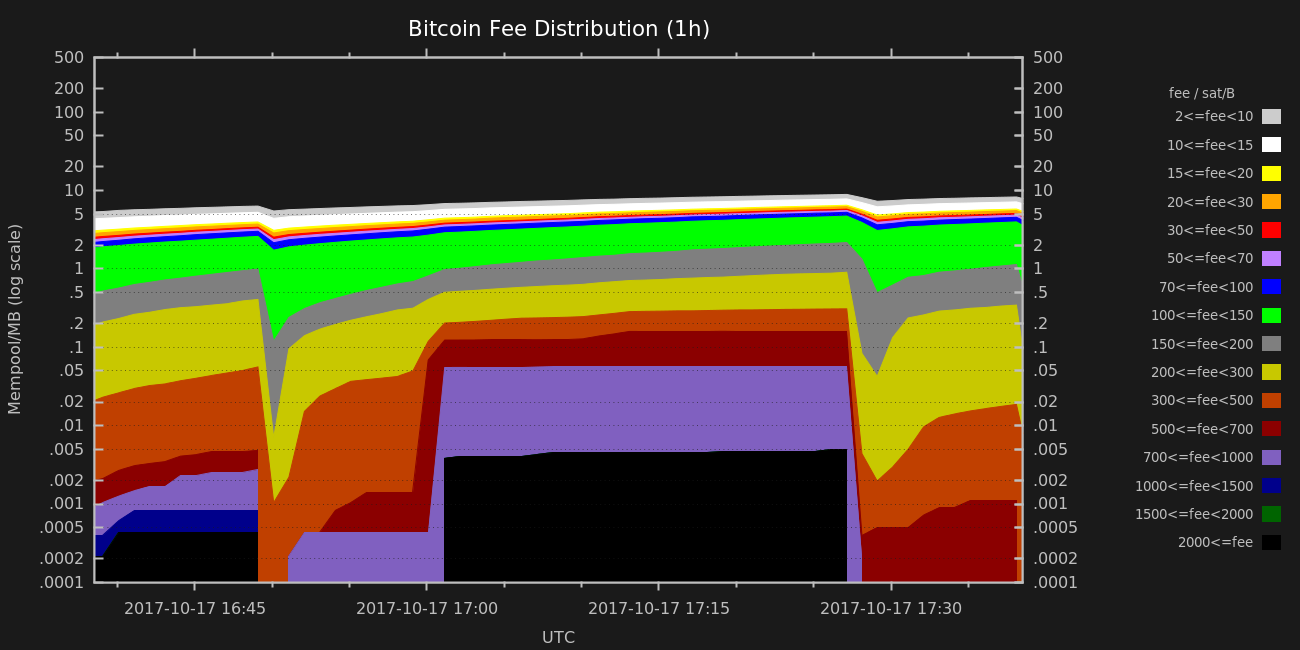 Bitcoin Fee Distribution (1h)
Mempool/MB (log scale)
500
200
100
50
20
10
5
2
1
.5
.2
.1
.05
.02
.01
.005
.002
.001
.0005
.0002
.0001
500
200
100
50
20
10
5
2
1
.5
.2
.1
.05
.02
.01
.005
.002
.001
.0005
.0002
.0001
2017-10-17 16:45 2017-10-17 17:00 2017-10-17 17:15 2017-10-17 17:30
UTC
fee / sat/B
2<=fee<10
10<=fee<15
15<=fee<20
20<=fee<30
30<=fee<50
50<=fee<70
70<=fee<100
100<=fee<150
150<=fee<200
200<=fee<300
300<=fee<500
500<=fee<700
700<=fee<1000
1000<=fee<1500
1500<=fee<2000
2000<=fee